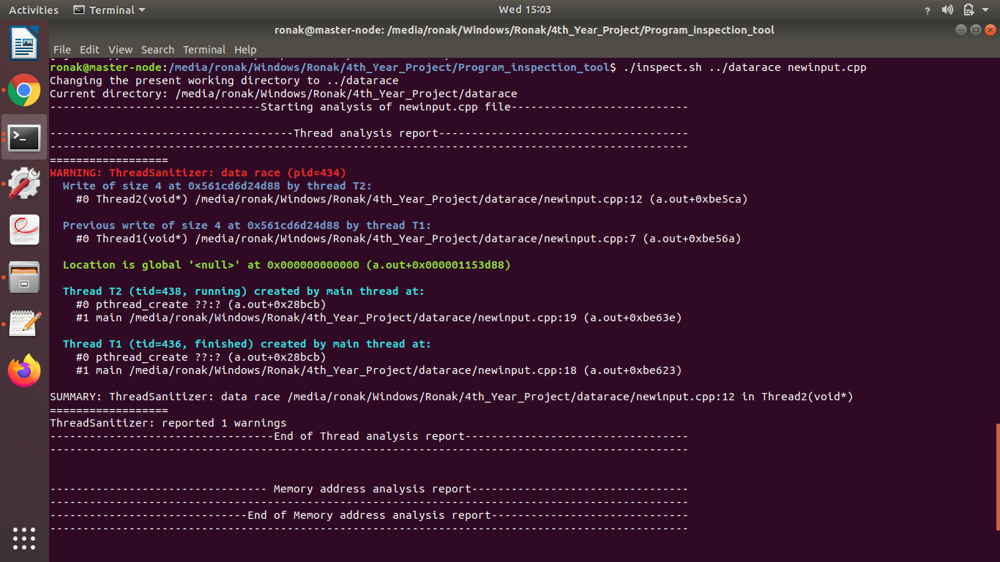 Activities Terminal Wed 15:03 ?
ronak@master-node: /media/ronak/Windows/Ronak/4th_Year_Project/Program_inspection_tool
File Edit View Search Terminal Help
ronak@master-node:/media/ronak/Windows/Ronak/4th_Year_Project/Program_inspection_tool$ ./inspect.sh ../datarace newinput.cpp
Changing the present working directory to ../datarace
Current directory: /media/ronak/Windows/Ronak/4th_Year_Project/datarace
--------------------------------Starting analysis of newinput.cpp file---------------------------
-------------------------------------Thread analysis report--------------------------------------
-------------------------------------------------------------------------------------------------
==================
WARNING: ThreadSanitizer: data race (pid=434)
Write of size 4 at 0x561cd6d24d88 by thread T2:
#0 Thread2(void*) /media/ronak/Windows/Ronak/4th_Year_Project/datarace/newinput.cpp:12 (a.out+0xbe5ca)
Previous write of size 4 at 0x561cd6d24d88 by thread T1:
#0 Thread1(void*) /media/ronak/Windows/Ronak/4th_Year_Project/datarace/newinput.cpp:7 (a.out+0xbe56a)
Location is global '<null>' at 0x000000000000 (a.out+0x000001153d88)
Thread T2 (tid=438, running) created by main thread at:
#0 pthread_create ??:? (a.out+0x28bcb)
#1 main /media/ronak/Windows/Ronak/4th_Year_Project/datarace/newinput.cpp:19 (a.out+0xbe63e)
Thread T1 (tid=436, finished) created by main thread at:
#0 pthread_create ??:? (a.out+0x28bcb)
#1 main /media/ronak/Windows/Ronak/4th_Year_Project/datarace/newinput.cpp:18 (a.out+0xbe623)
SUMMARY: ThreadSanitizer: data race /media/ronak/Windows/Ronak/4th_Year_Project/datarace/newinput.cpp:12 in Thread2(void*)
==================
ThreadSanitizer: reported 1 warnings
----------------------------------End of Thread analysis report----------------------------------
-------------------------------------------------------------------------------------------------
--------------------------------- Memory address analysis report---------------------------------
-------------------------------------------------------------------------------------------------
------------------------------End of Memory address analysis report------------------------------
-------------------------------------------------------------------------------------------------